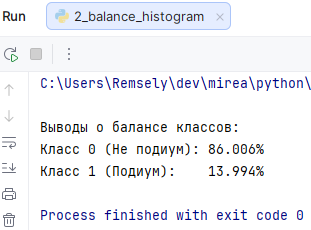 Run 2_balance_histogram
C:\Users\Remsely\dev\mirea\python\
Выводы о балансе классов:
Класс 0 (Не подиум): 86.006%
Класс 1 (Подиум): 13.994%
Process finished with exit code 0